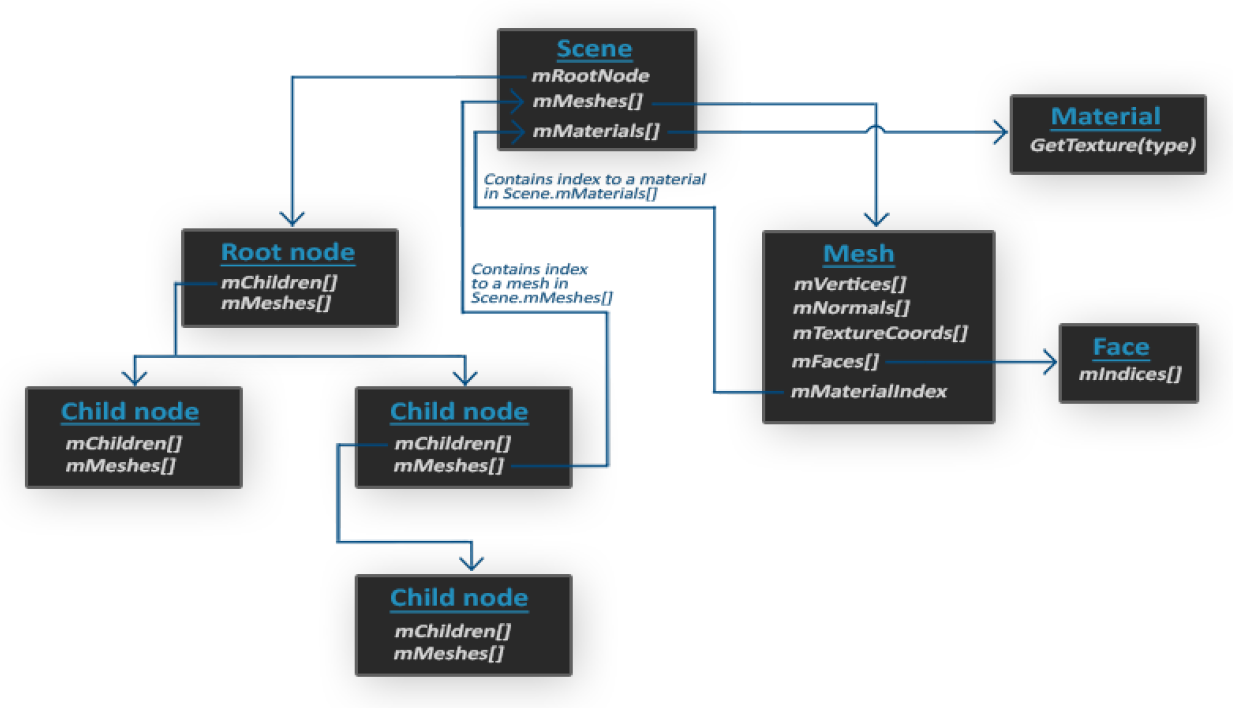 Scene
mRootNode
mMeshes[]
mMaterials[]
Material
GetTexture(type)
Contains index to a material
in Scene.mMaterials[]
Root node
mChildren[]
mMeshes[]
Contains index
to a mesh in
Scene.mMeshes[]
Mesh
mVertices[]
mNormals[]
mTextureCoords[]
mFaces[]
mMaterialIndex
Face
mIndices[]
Child node
mChildren[]
mMeshes[]
Child node
mChildren[]
mMeshes[]
Child node
mChildren[]
mMeshes[]